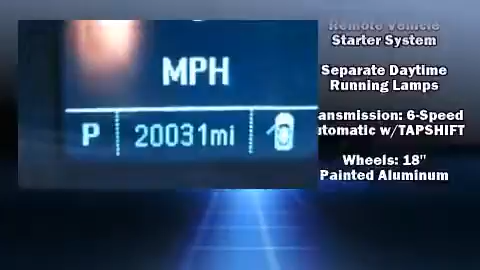 MPH
P 20031mi
Remote Vehicle
Starter System
Separate Daytime
Running Lamps
ansmission: 6-Speed
utomatic w/TAPSHIFT
Wheels: 18"
Painted Aluminum